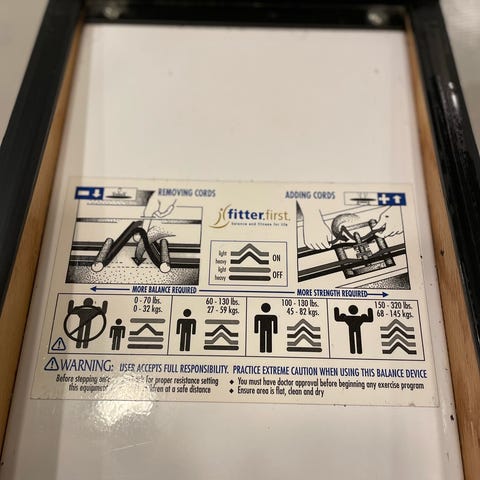 REMOVING CORDS
fitter.first.
balance and fitness for life
ADDING CORDS
light
heavy
ON
light
heavy
OFF
MORE BALANCE REQUIRED
MORE STRENGTH REQUIRED
0 - 70 lbs.
0 - 32 kgs.
60 - 130 lbs.
27 - 59 kgs.
100 - 130 lbs.
45 - 82 kgs.
150 - 320 lbs.
68 - 145 kgs.
WARNING: USER ACCEPTS FULL RESPONSIBILITY. PRACTICE EXTREME CAUTION WHEN USING THIS BALANCE DEVICE
Before stepping for proper resistance setting
this children at a safe distance
◆ You must have doctor approval before beginning any exercise program
◆ Ensure area is flat, clean and dry